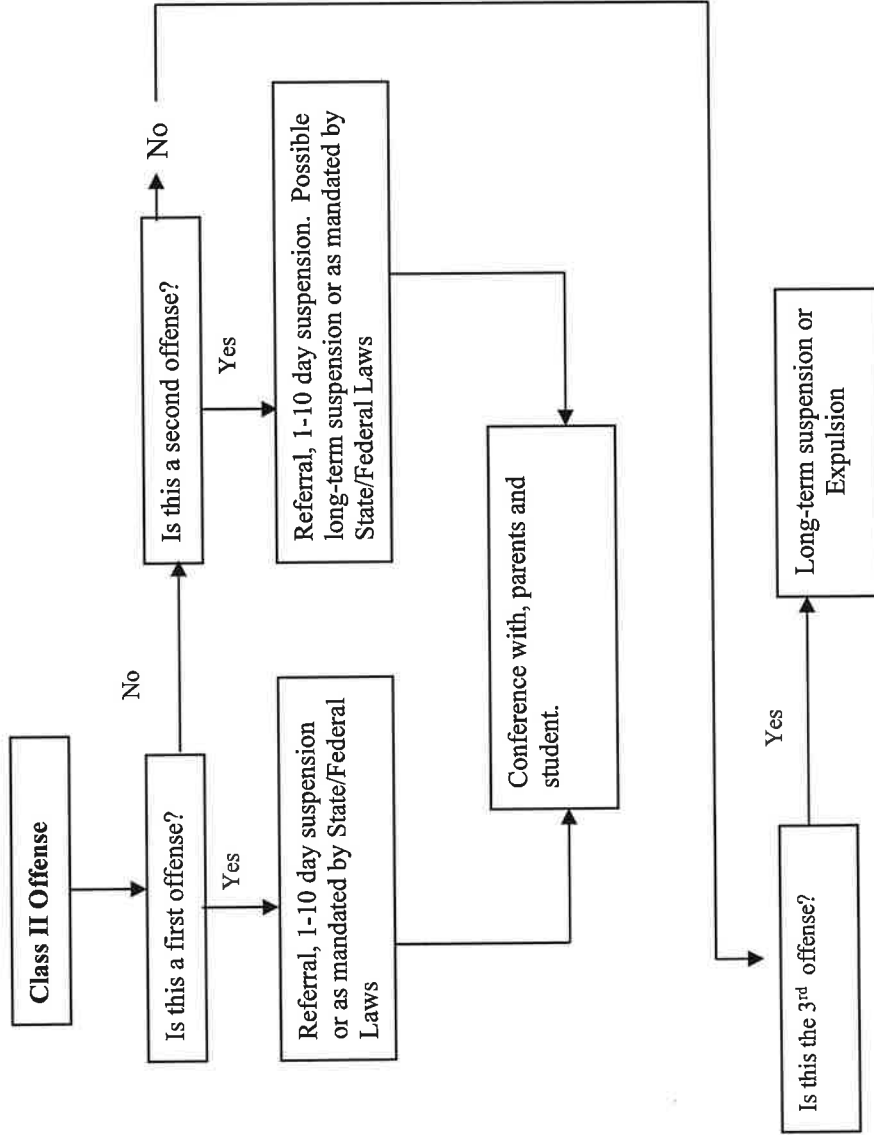 Class II Offense
Is this a first offense?
No
Is this a second offense?
No
Yes
Yes
Referral, 1-10 day suspension
or as mandated by State/Federal
Laws
Referral, 1-10 day suspension. Possible
long-term suspension or as mandated by
State/Federal Laws
Conference with, parents and
student.
Is this the 3rd offense?
Yes
Long-term suspension or
Expulsion